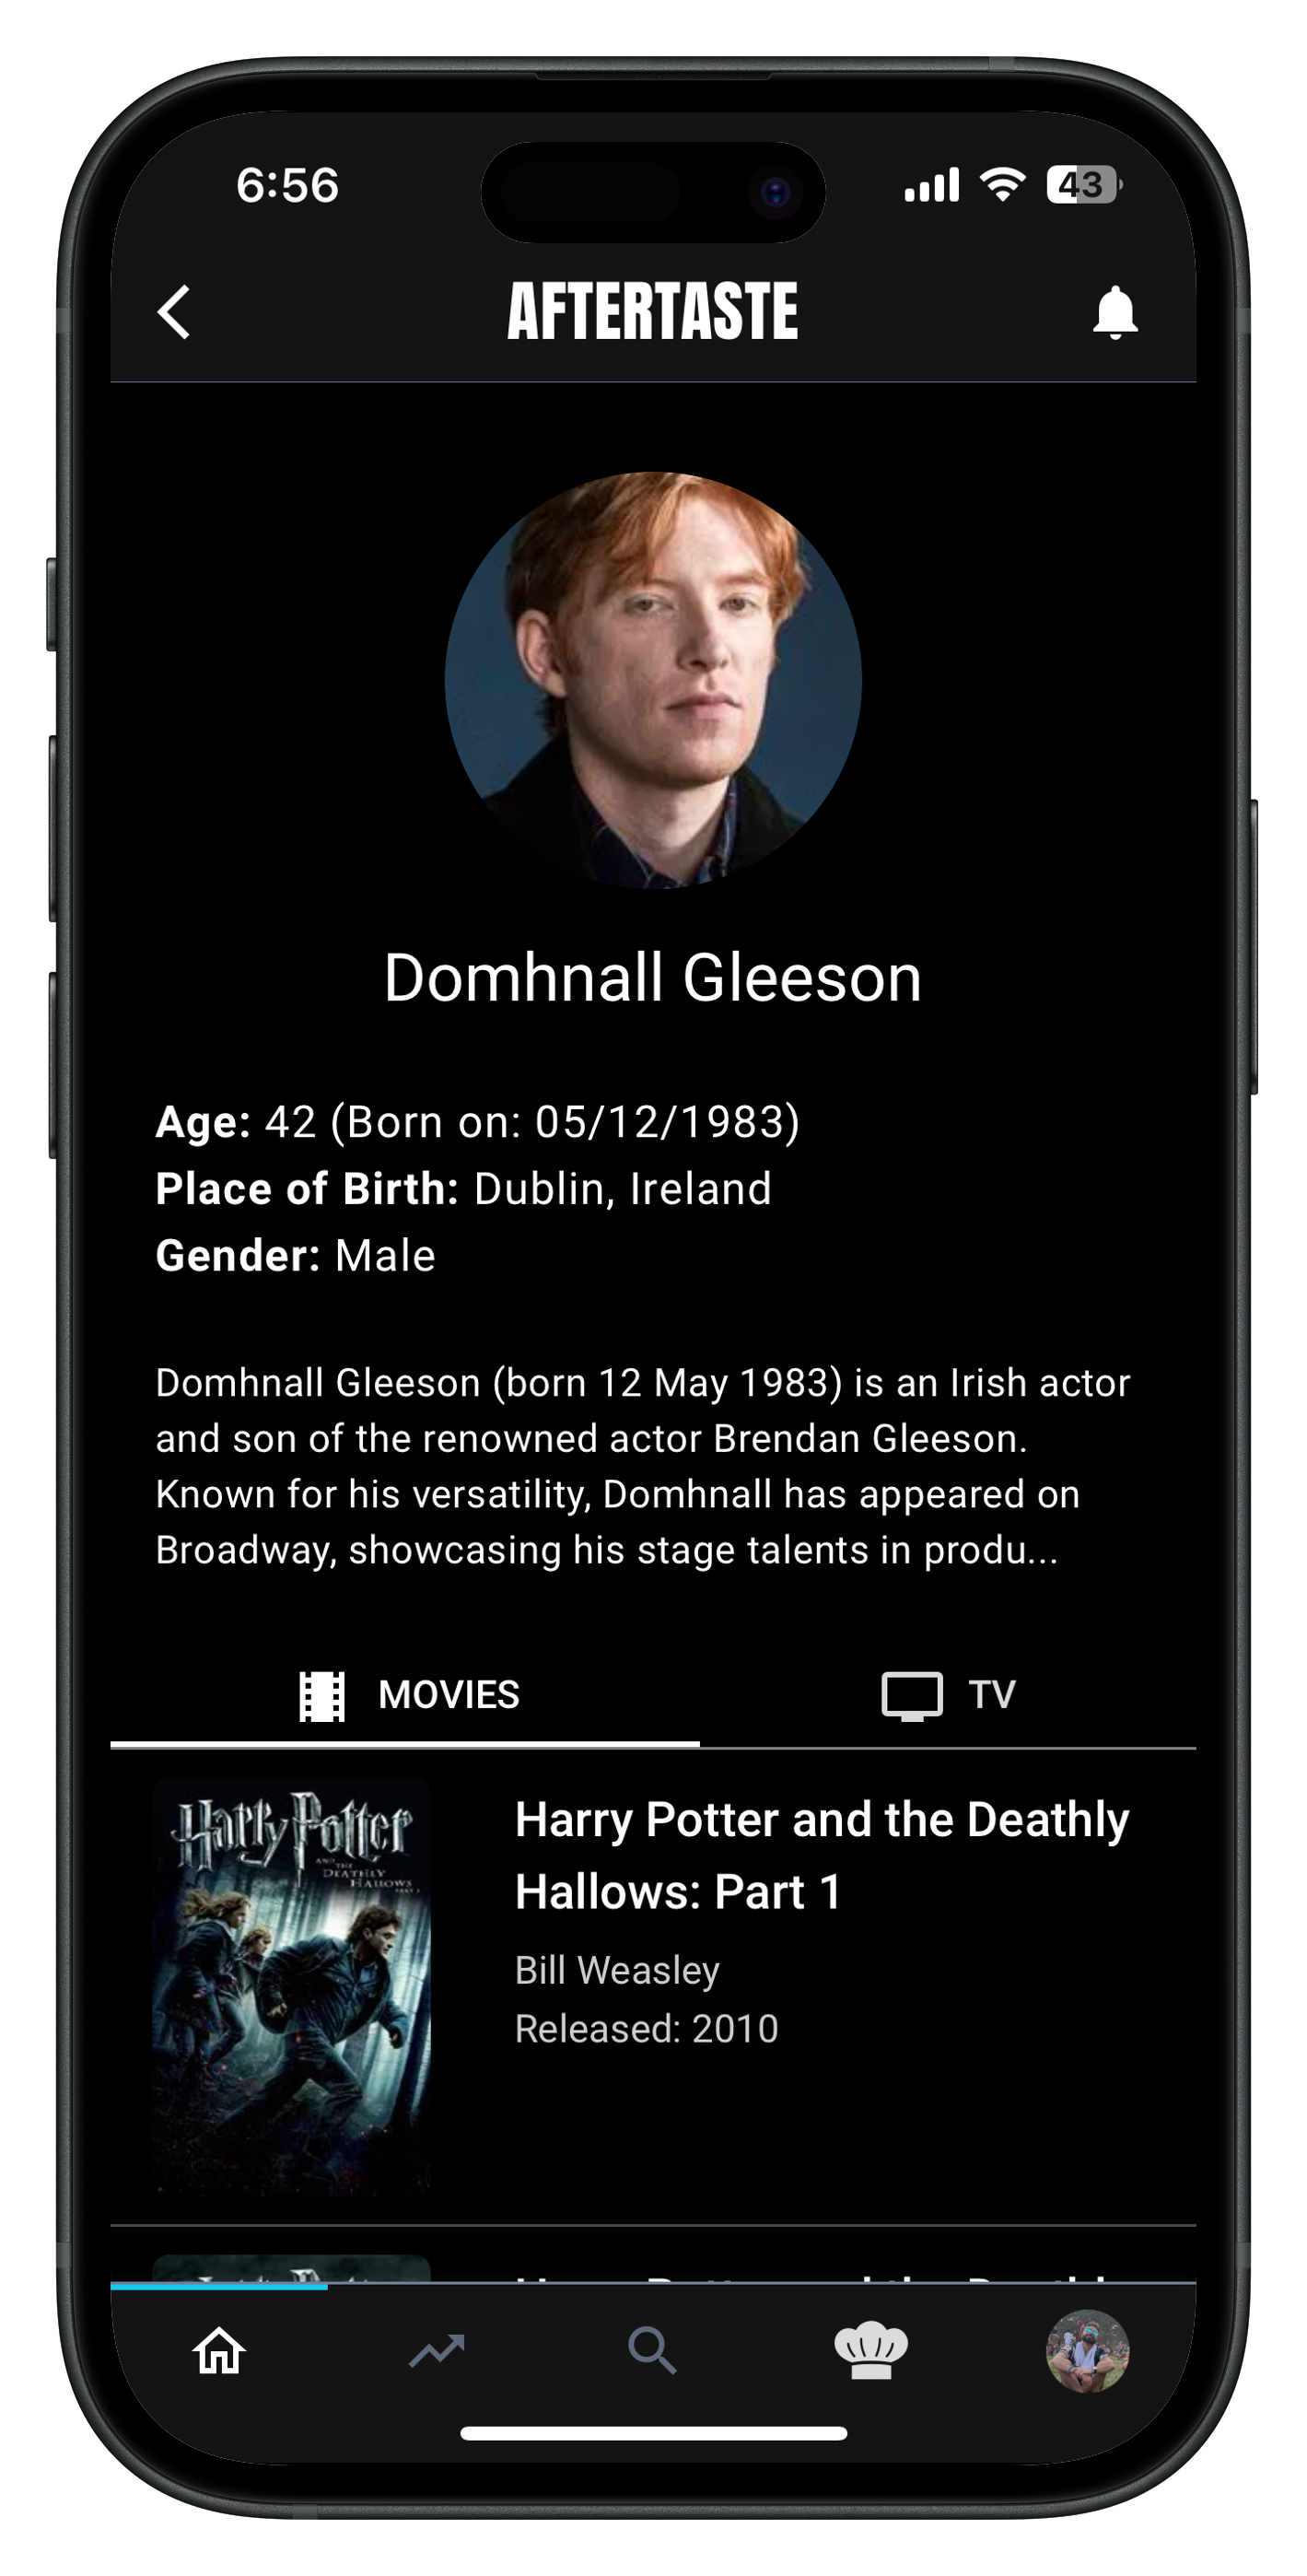 6:56
43
AFTERTASTE
Domhnall Gleeson
Age: 42 (Born on: 05/12/1983)
Place of Birth: Dublin, Ireland
Gender: Male
Domhnall Gleeson (born 12 May 1983) is an Irish actor
and son of the renowned actor Brendan Gleeson.
Known for his versatility, Domhnall has appeared on
Broadway, showcasing his stage talents in produ...
MOVIES
TV
Harry Potter
AND THE
DEATHLY
HALLOWS
PART 1
Harry Potter and the Deathly
Hallows: Part 1
Bill Weasley
Released: 2010